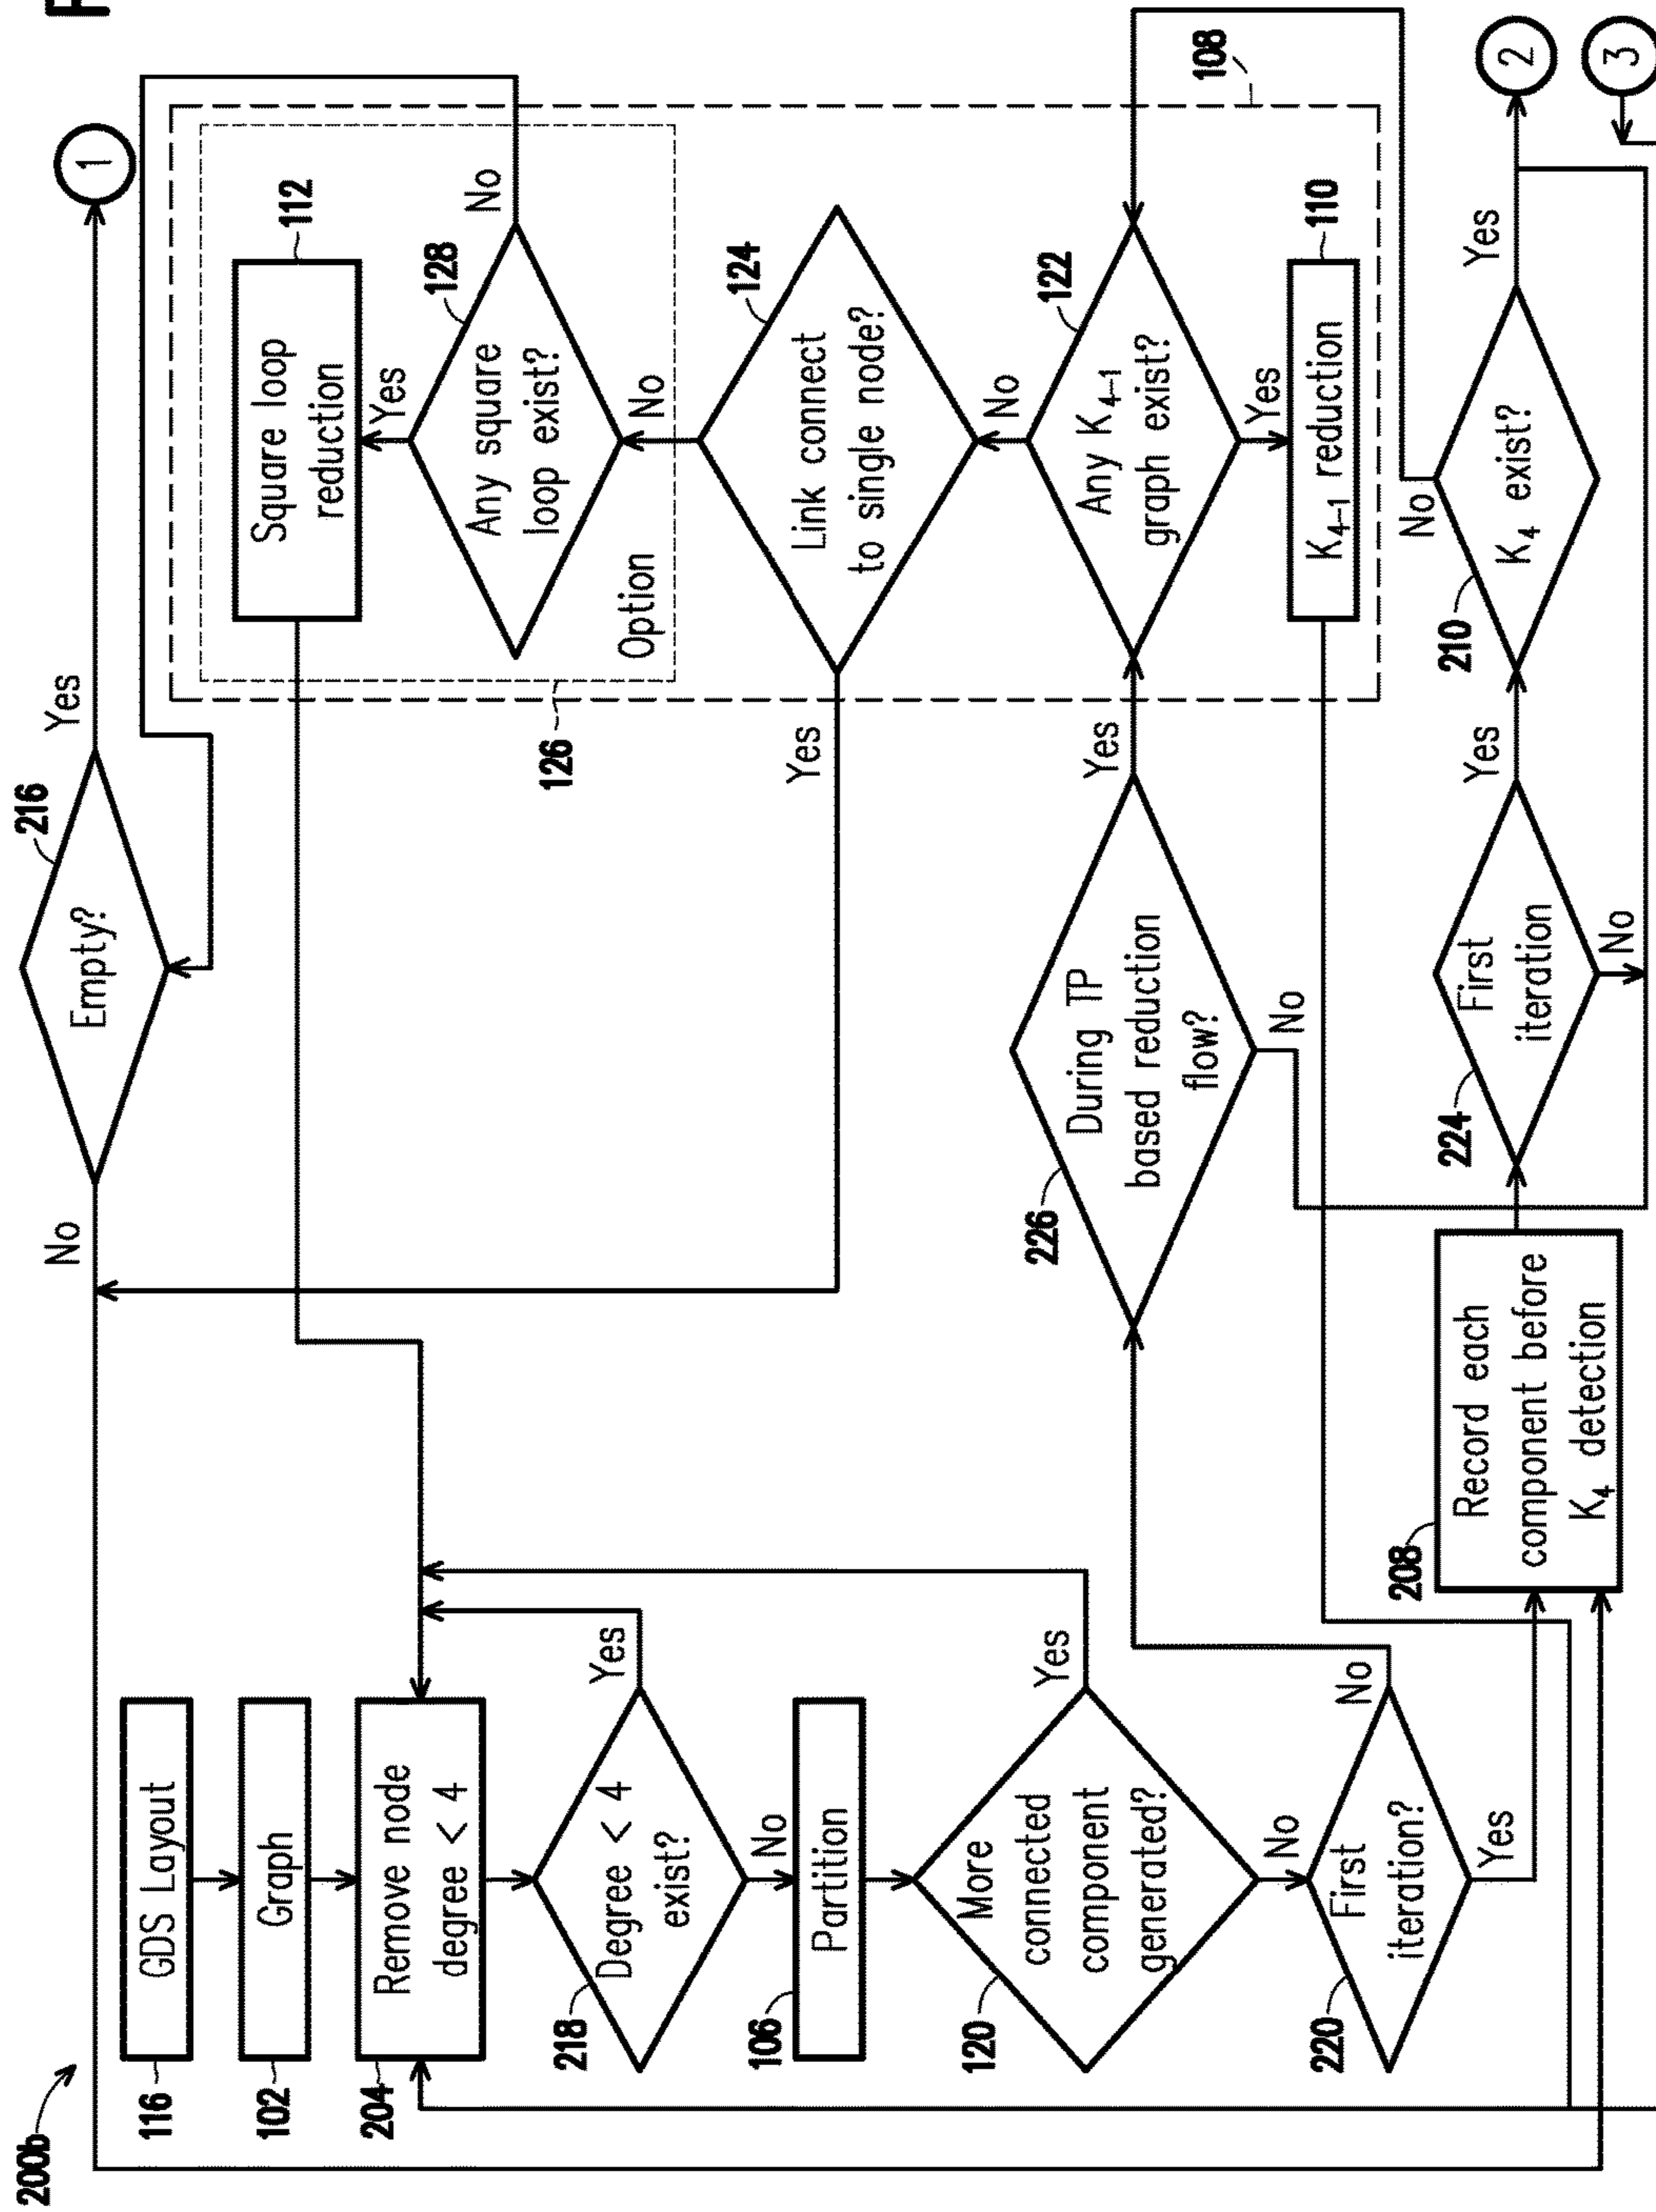 F
200b
116
GDS Layout
102
Graph
204
Remove node
degree < 4
218
Degree < 4
exist?
Yes
No
106
Partition
120
More
connected
component
generated?
Yes
No
220
First
iteration?
No
Yes
216
Empty?
No
Yes
1
112
Square loop
reduction
Yes
128
Any square
loop exist?
No
Option
126
No
124
Link connect
to single node?
Yes
No
122
Any K4-1
graph exist?
Yes
110
K4-1 reduction
108
226
During TP
based reduction
flow?
Yes
No
208
Record each
component before
K4 detection
224
First
iteration
Yes
No
210
K4 exist?
No
Yes
2
3